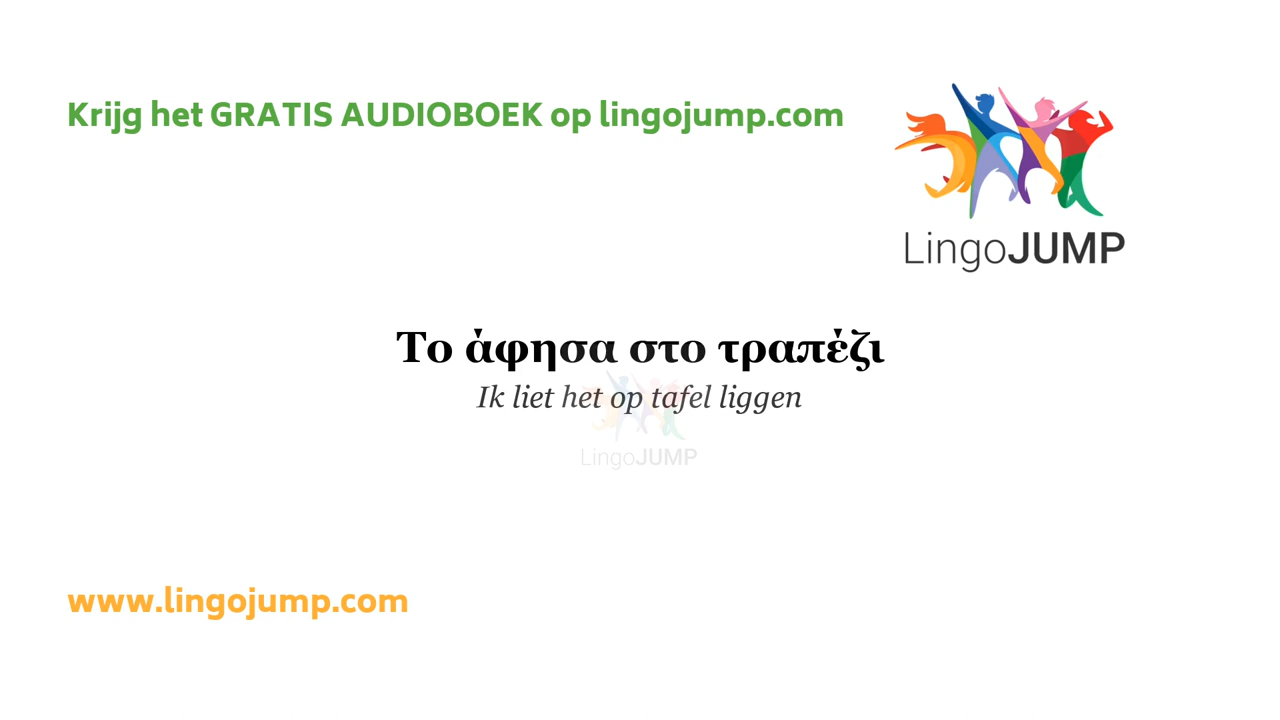 Krijg het GRATIS AUDIOBOEK op lingojump.com
LingoJUMP
Το άφησα στο τραπέζι
Ik liet het op tafel liggen
LingoJUMP
www.lingojump.com